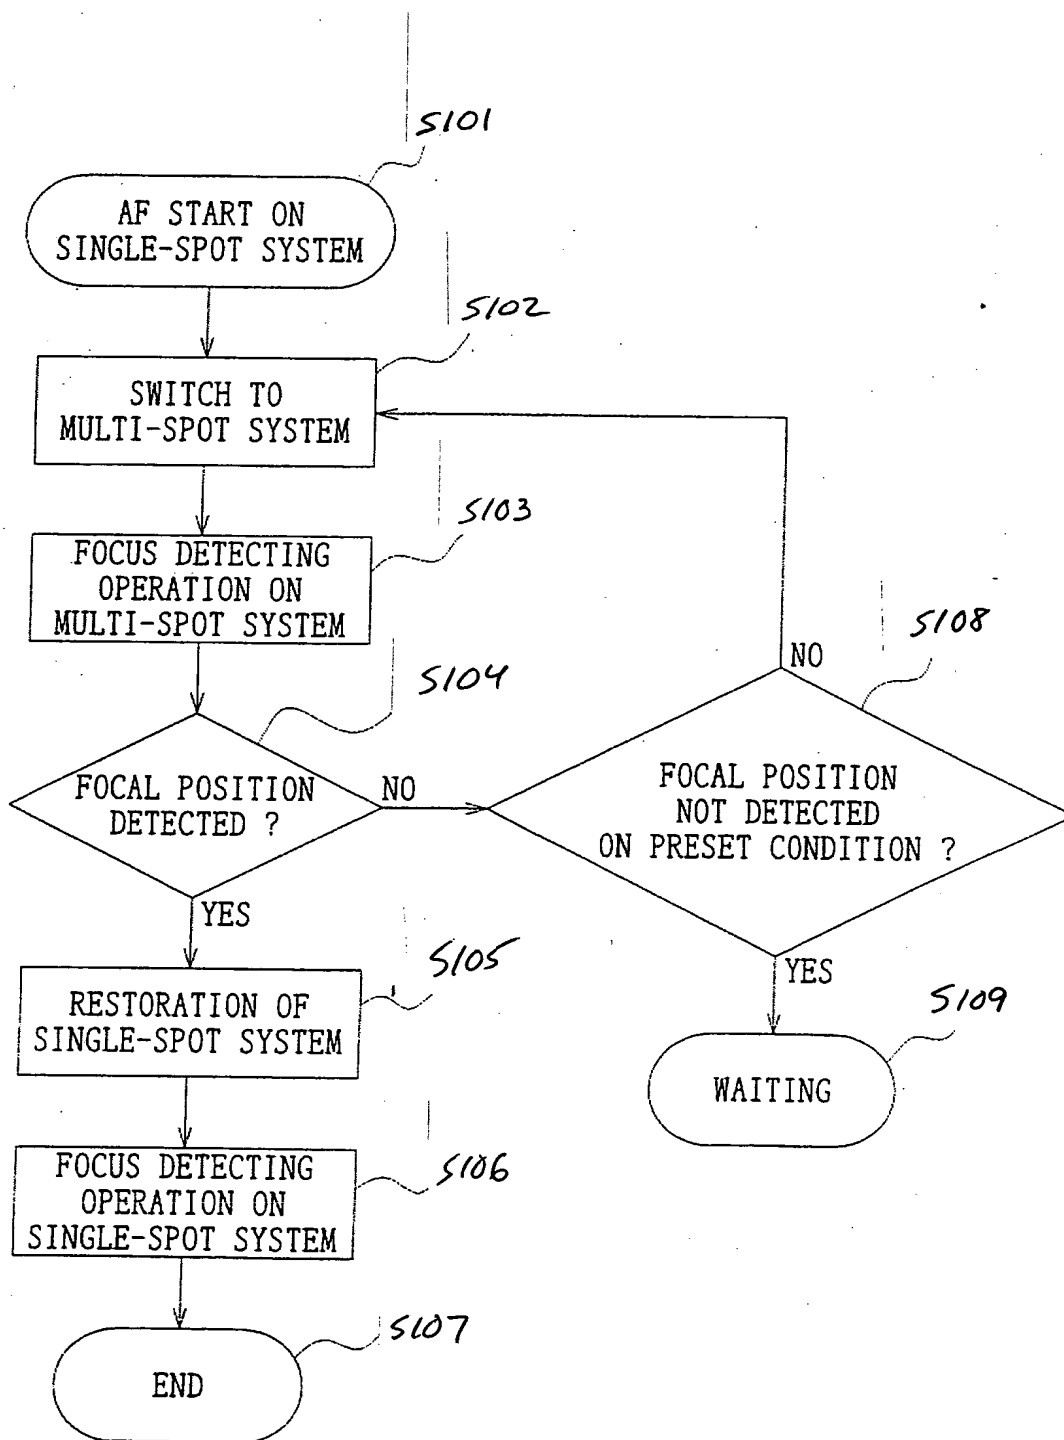 S101
AF START ON
SINGLE-SPOT SYSTEM
S102
SWITCH TO
MULTI-SPOT SYSTEM
S103
FOCUS DETECTING
OPERATION ON
MULTI-SPOT SYSTEM
S104
FOCAL POSITION
DETECTED ?
NO
YES
S108
NO
FOCAL POSITION
NOT DETECTED
ON PRESET CONDITION ?
YES
S105
RESTORATION OF
SINGLE-SPOT SYSTEM
S109
WAITING
S106
FOCUS DETECTING
OPERATION ON
SINGLE-SPOT SYSTEM
S107
END